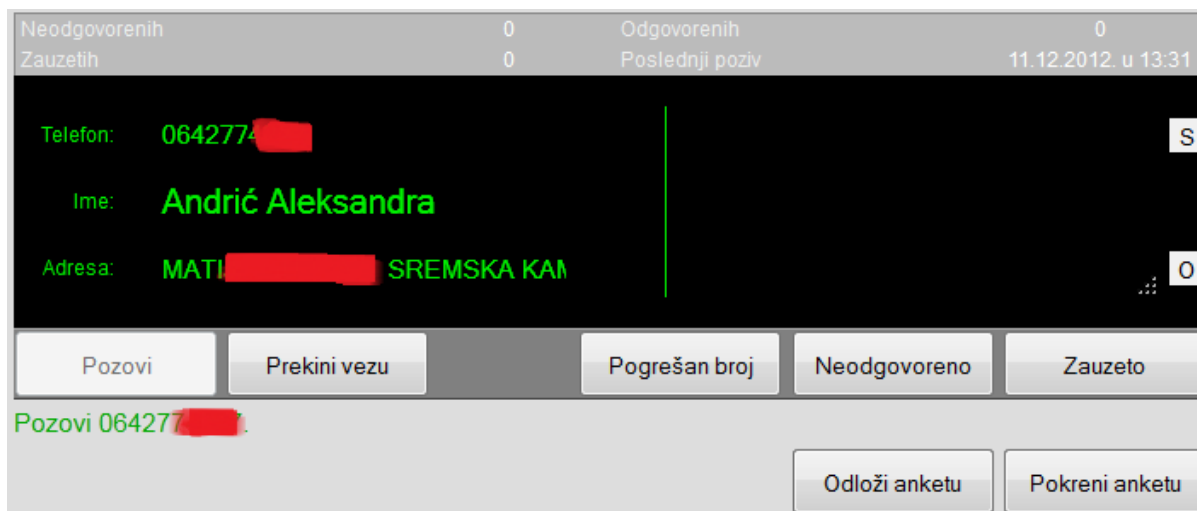 Neodgovorenih 0 Odgovorenih 0
Zauzetih 0 Poslednji poziv 11.12.2012. u 13:31
Telefon: 0642774 S
Ime: Andrić Aleksandra
Adresa: MATI SREMSKA KAM O
Pozovi Prekini vezu Pogrešan broj Neodgovoreno Zauzeto
Pozovi 064277
Odloži anketu Pokreni anketu